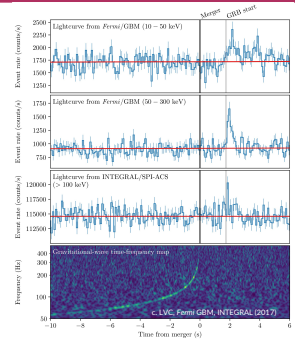 Merger GRB start
Lightcurve from Fermi/GBM (10 – 50 keV)
Event rate (counts/s)
2500
2250
2000
1750
1500
1250
Lightcurve from Fermi/GBM (50 – 300 keV)
Event rate (counts/s)
1750
1500
1250
1000
750
Lightcurve from INTEGRAL/SPI-ACS
(> 100 keV)
Event rate (counts/s)
120000
117500
115000
112500
Gravitational-wave time-frequency map
Frequency (Hz)
400
300
200
100
50
c. LVC, Fermi GBM, INTEGRAL (2017)
−10 −8 −6 −4 −2 0 2 4 6
Time from merger (s)